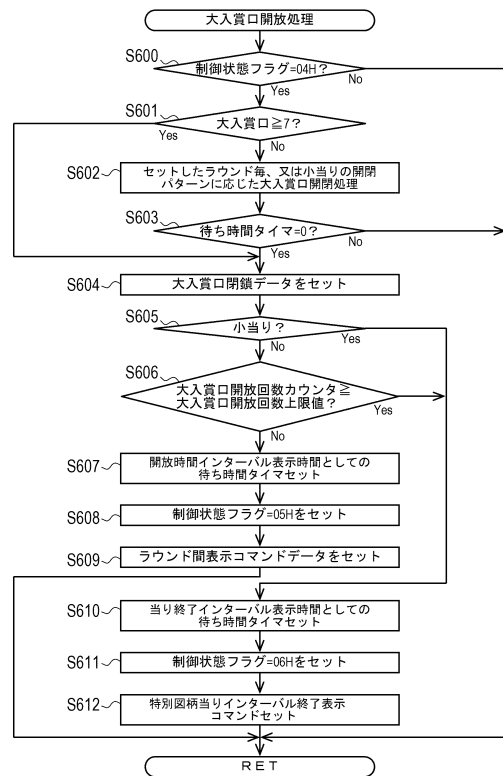 大入賞口開放処理
S600
制御状態フラグ=04H?
No
Yes
S601
大入賞口≧7?
Yes
No
S602
セットしたラウンド毎、又は小当りの開閉
パターンに応じた大入賞口開閉処理
S603
待ち時間タイマ=0?
No
Yes
S604
大入賞口閉鎖データをセット
S605
小当り?
Yes
No
S606
大入賞口開放回数カウンタ≧
大入賞口開放回数上限値?
Yes
No
S607
開放時間インターバル表示時間としての
待ち時間タイマセット
S608
制御状態フラグ=05Hをセット
S609
ラウンド間表示コマンドデータをセット
S610
当り終了インターバル表示時間としての
待ち時間タイマセット
S611
制御状態フラグ=06Hをセット
S612
特別図柄当りインターバル終了表示
コマンドセット
RET